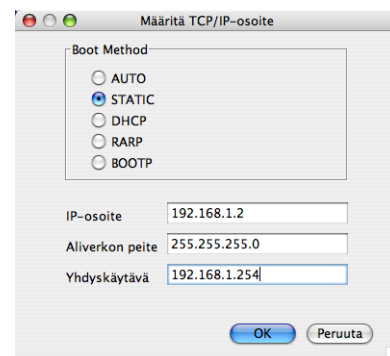 Määritä TCP/IP-osoite
Boot Method
AUTO
STATIC
DHCP
RARP
BOOTP
IP-osoite 192.168.1.2
Aliverkon peite 255.255.255.0
Yhdyskäytävä 192.168.1.254
OK Peruuta